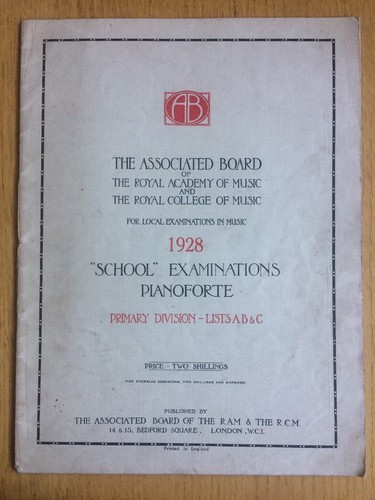 AB
THE ASSOCIATED BOARD
OF
THE ROYAL ACADEMY OF MUSIC
AND
THE ROYAL COLLEGE OF MUSIC
FOR LOCAL EXAMINATIONS IN MUSIC
1928
"SCHOOL" EXAMINATIONS
PIANOFORTE
PRIMARY DIVISION - LISTS A, B & C
PRICE - TWO SHILLINGS
PUBLISHED BY
THE ASSOCIATED BOARD OF THE R.A.M & THE R.C.M.
14 & 15, BEDFORD SQUARE, LONDON, W.C.1.
Printed in England